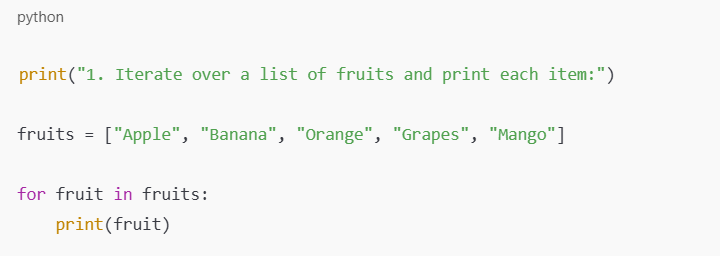 python
print("1. Iterate over a list of fruits and print each item:")
fruits = ["Apple", "Banana", "Orange", "Grapes", "Mango"]
for fruit in fruits:
    print(fruit)